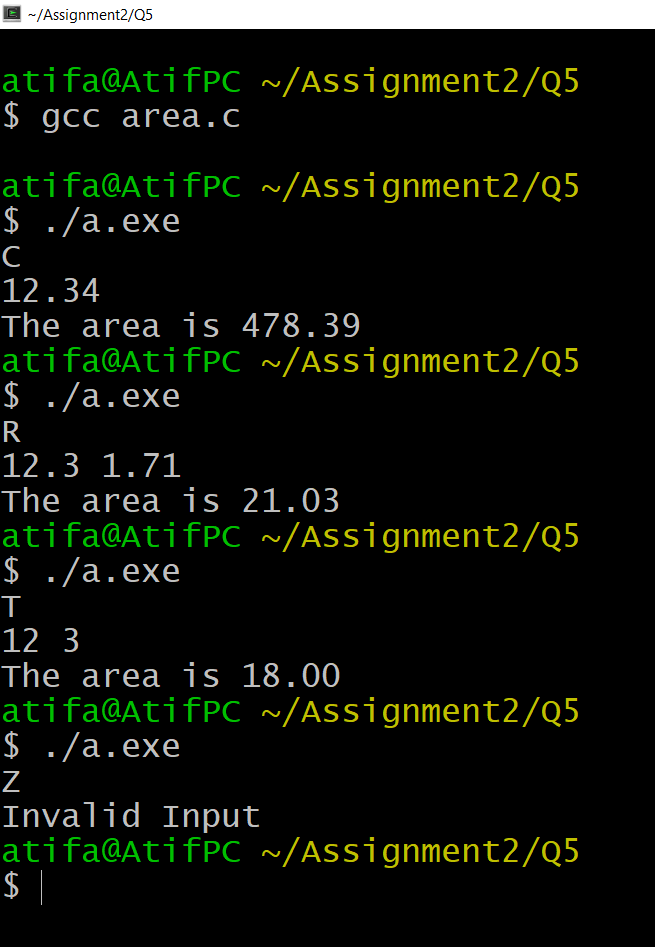 ~/Assignment2/Q5
atifa@AtifPC ~/Assignment2/Q5
$ gcc area.c
atifa@AtifPC ~/Assignment2/Q5
$ ./a.exe
C
12.34
The area is 478.39
atifa@AtifPC ~/Assignment2/Q5
$ ./a.exe
R
12.3 1.71
The area is 21.03
atifa@AtifPC ~/Assignment2/Q5
$ ./a.exe
T
12 3
The area is 18.00
atifa@AtifPC ~/Assignment2/Q5
$ ./a.exe
Z
Invalid Input
atifa@AtifPC ~/Assignment2/Q5
$